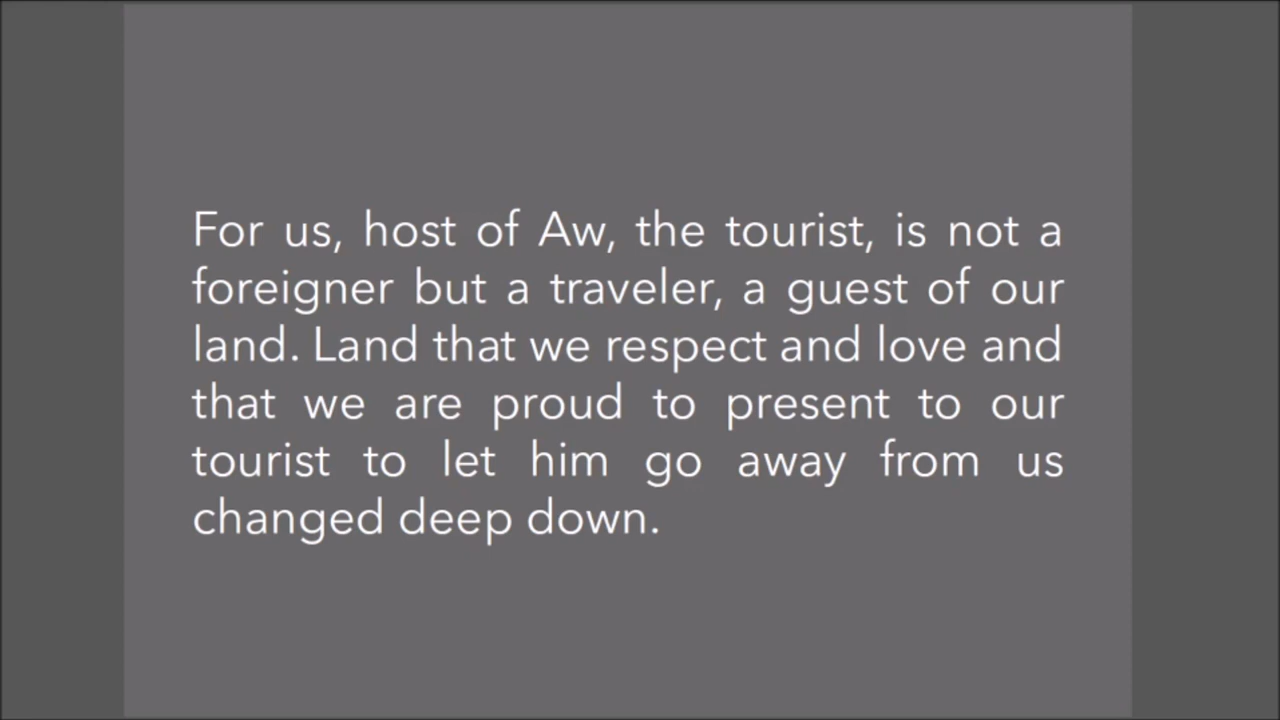 For us, host of Aw, the tourist, is not a
foreigner but a traveler, a guest of our
land. Land that we respect and love and
that we are proud to present to our
tourist to let him go away from us
changed deep down.